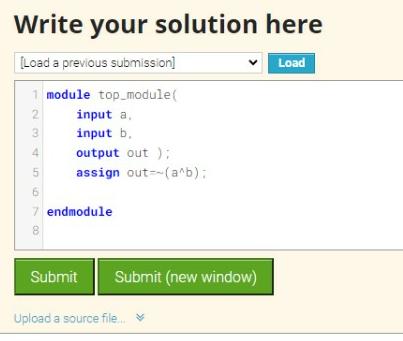 Write your solution here
[Load a previous submission] Load
1 module top_module(
2 input a,
3 input b,
4 output out );
5 assign out=~(a^b);
6
7 endmodule
8
Submit Submit (new window)
Upload a source file...